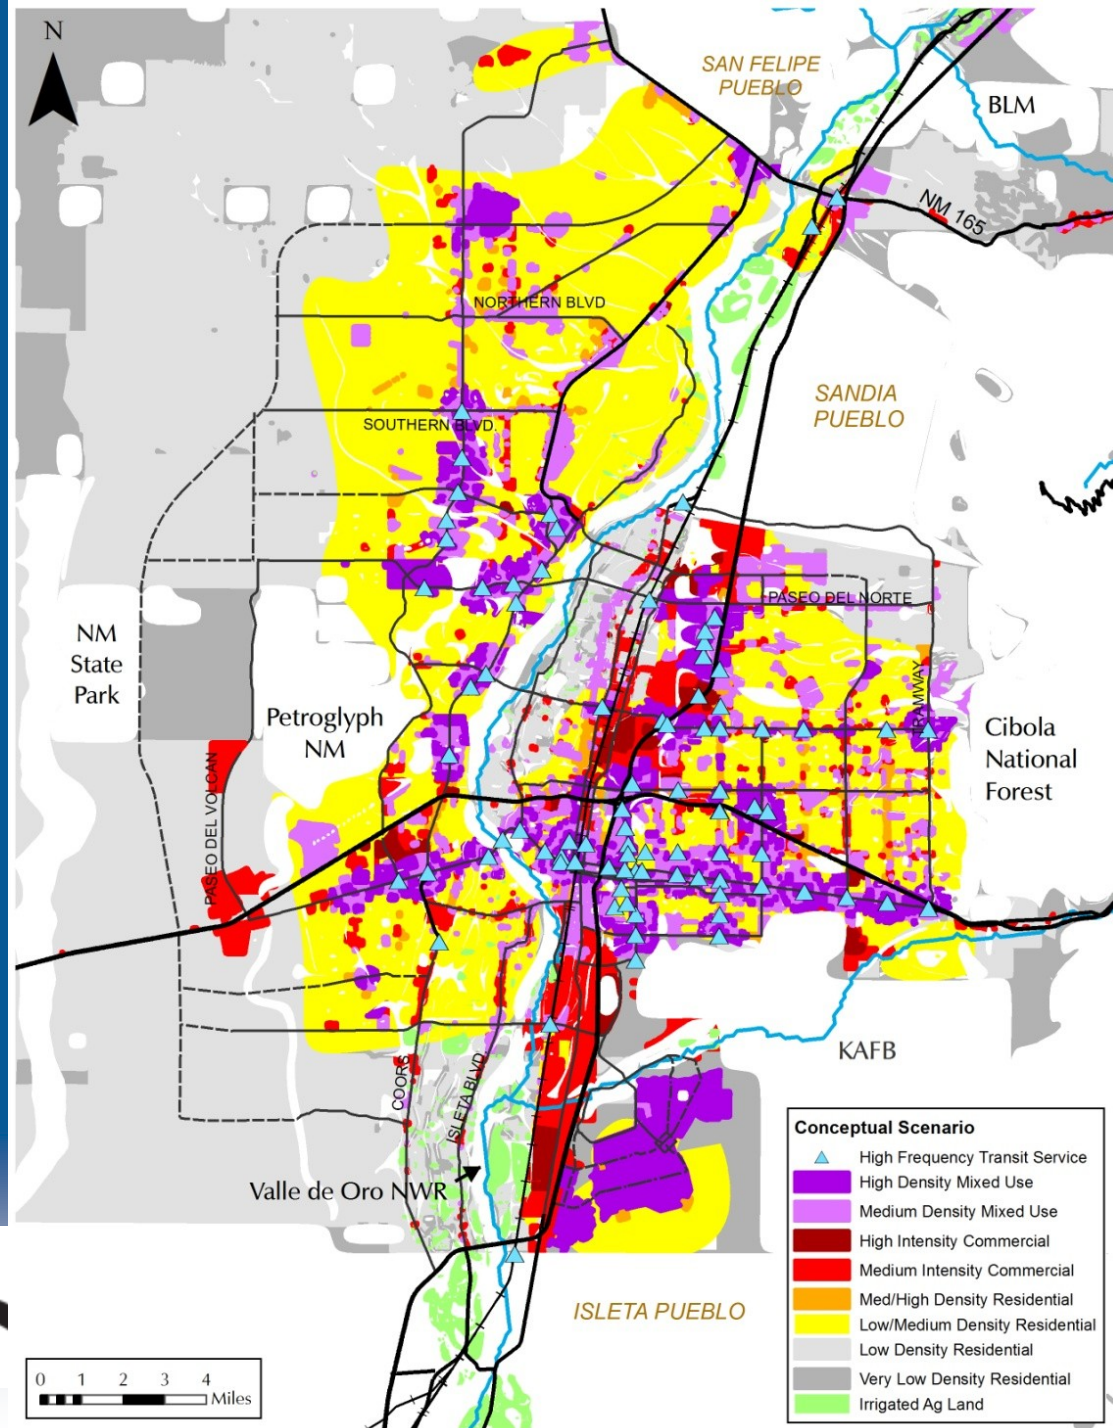 N
SAN FELIPE
PUEBLO
BLM
NM 165
NORTHERN BLVD
SANDIA
PUEBLO
SOUTHERN BLVD.
PASEO DEL NORTE
NM
State
Park
Petroglyph
NM
TRAMWAY
Cibola
National
Forest
PASEO DEL VOLCAN
KAFB
COORS
ISLETA BLVD.
Valle de Oro NWR
ISLETA PUEBLO
Conceptual Scenario
High Frequency Transit Service
High Density Mixed Use
Medium Density Mixed Use
High Intensity Commercial
Medium Intensity Commercial
Med/High Density Residential
Low/Medium Density Residential
Low Density Residential
Very Low Density Residential
Irrigated Ag Land
0 1 2 3 4
Miles